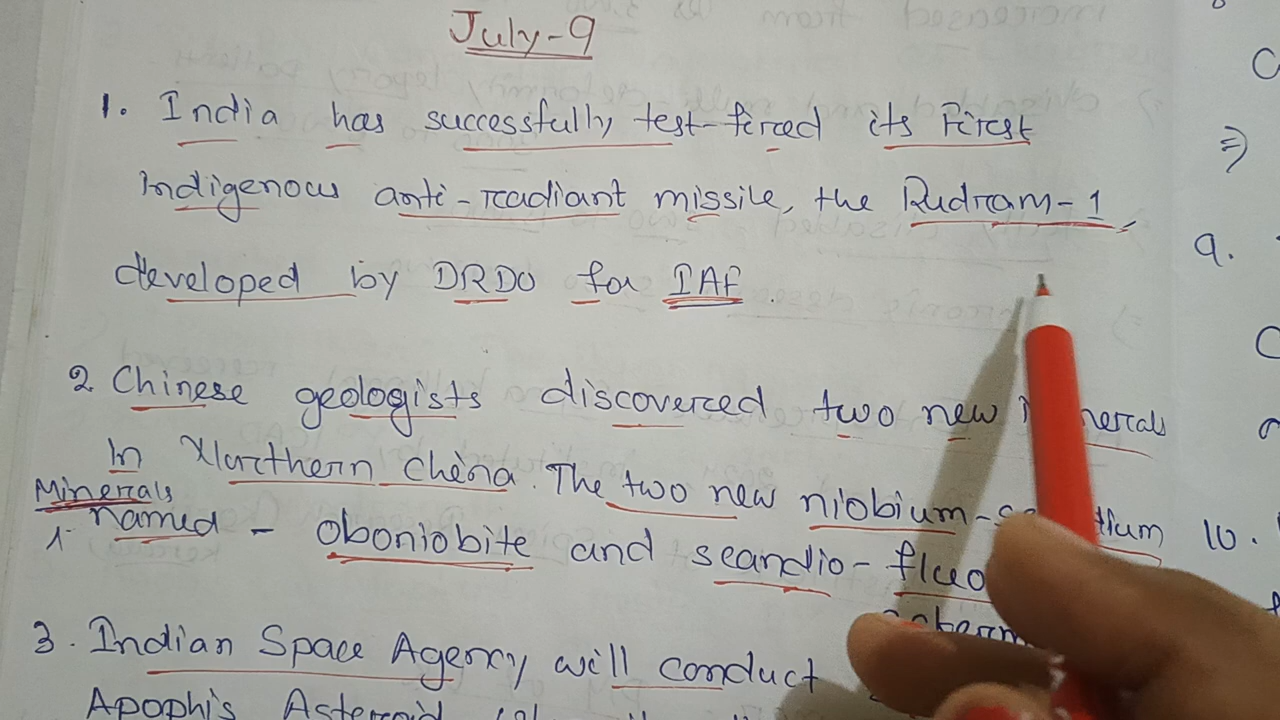 July-9
1. India has successfully test-fired its First
Indigenous anti-radiant missile, the Rudram-1,
developed by DRDO for IAF
2 Chinese geologists discovered two new
In Northern China. The two new niobium-
Minerals
named - oboniobite and scandio-
3. Indian Space Agency will conduct
Apophis Asteroid
9.
10.